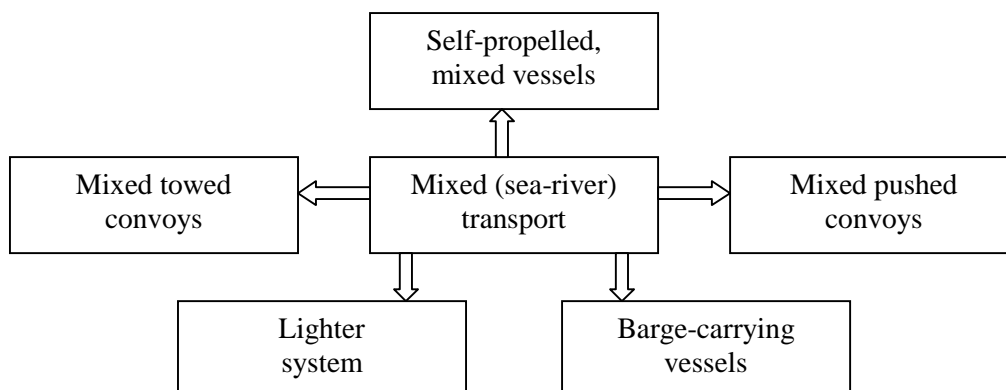 Self-propelled,
mixed vessels
Mixed towed
convoys
Mixed (sea-river)
transport
Mixed pushed
convoys
Lighter
system
Barge-carrying
vessels